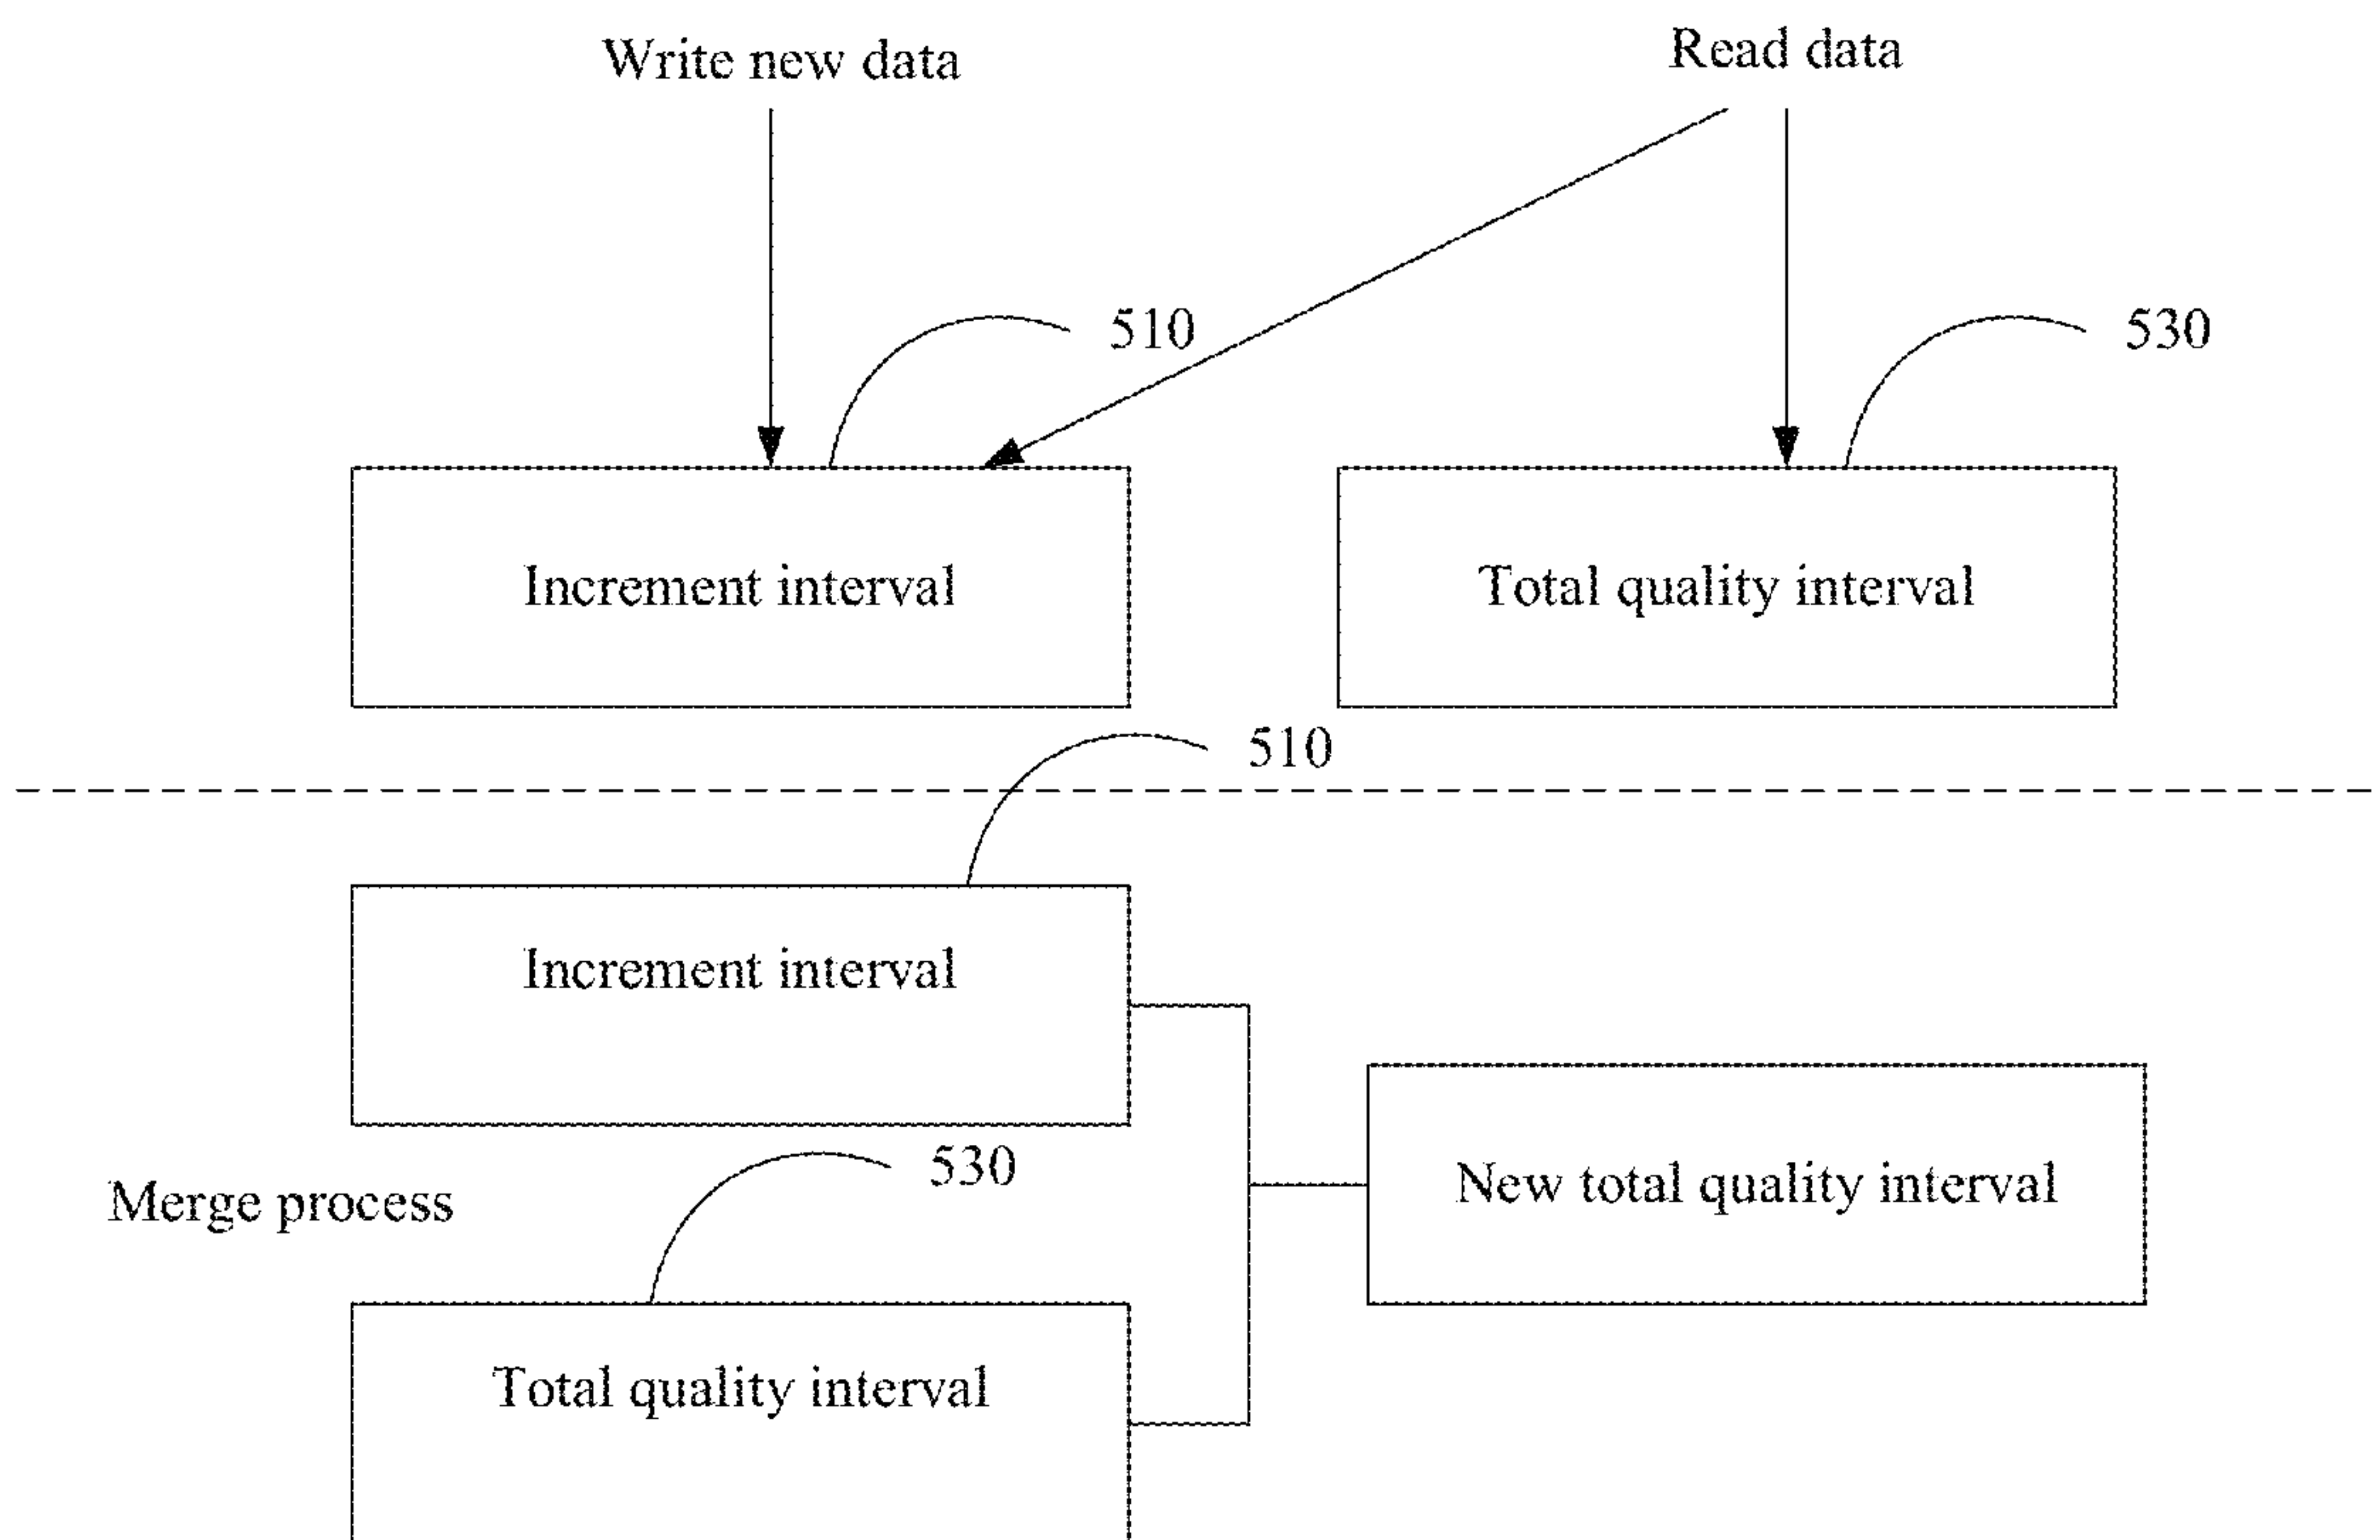 Write new data
Read data
510
530
Increment interval
Total quality interval
510
Increment interval
530
Merge process
New total quality interval
Total quality interval